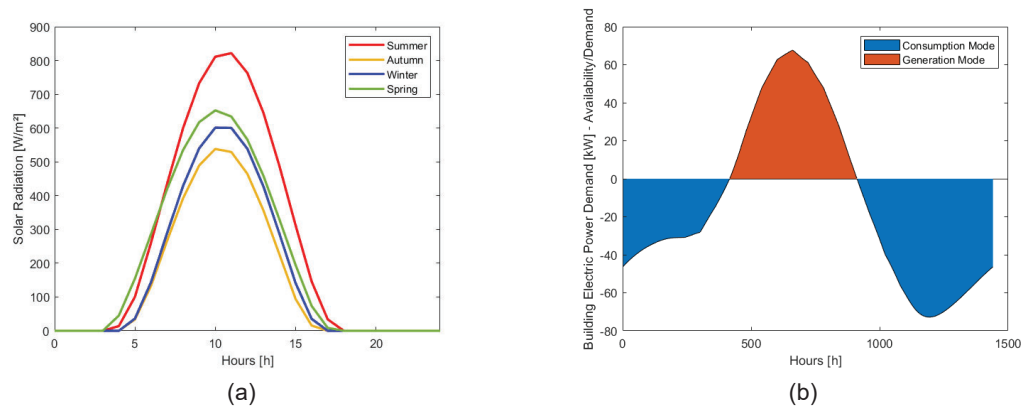 900
800
700
600
500
400
300
200
100
0
Solar Radiation [W/m²]
Summer
Autumn
Winter
Spring
0 5 10 15 20
Hours [h]
(a)
80
60
40
20
0
-20
-40
-60
-80
Building Electric Power Demand [kW] - Availability/Demand
Consumption Mode
Generation Mode
0 500 1000 1500
Hours [h]
(b)